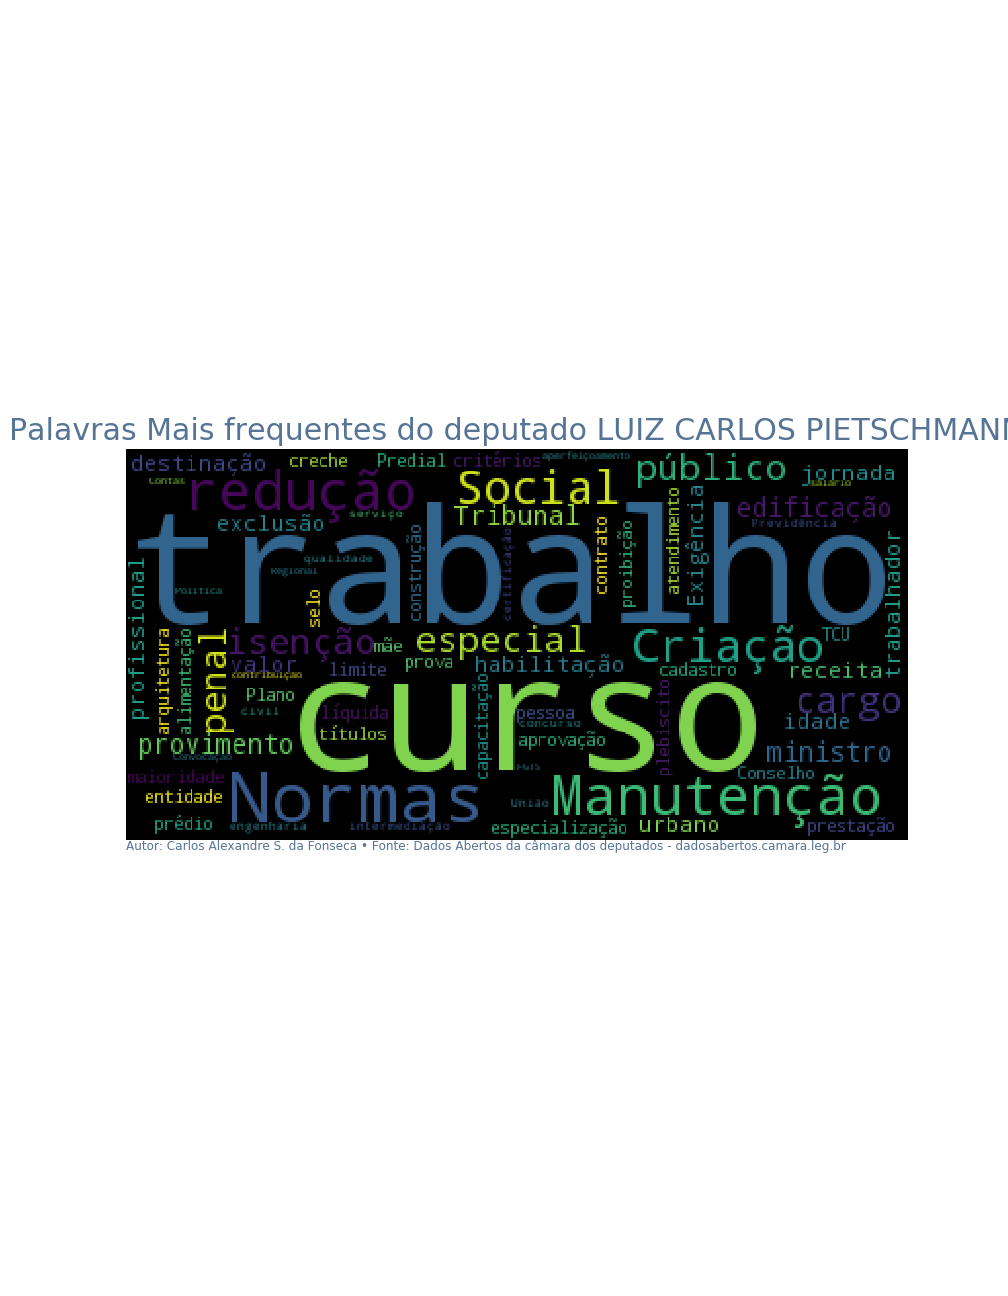 Palavras Mais frequentes do deputado LUIZ CARLOS PIETSCHMANN
destinação
creche
Predial
critérios
aperfeiçoamento
público
jornada
Contas
redução
Social
salário
serviço
Tribunal
edificação
exclusão
Previdência
trabalho
qualidade
Regional
Política
selo
construção
certificação
contrato
proibição
atendimento
Exigência
trabalhador
profissional
arquitetura
alimentação
penal
isenção
mãe
especial
Criação
TCU
valor
contribuição
limite
prova
habilitação
cadastro
receita
Plano
civil
líquida
títulos
curso
capacitação
pessoa
concurso
aprovação
plebiscito
cargo
idade
provimento
Convocação
ministro
maioridade
FGTS
Conselho
entidade
Normas
União
Manutenção
prédio
engenharia
intermediação
especialização
urbano
prestação
Autor: Carlos Alexandre S. da Fonseca • Fonte: Dados Abertos da câmara dos deputados - dadosabertos.camara.leg.br